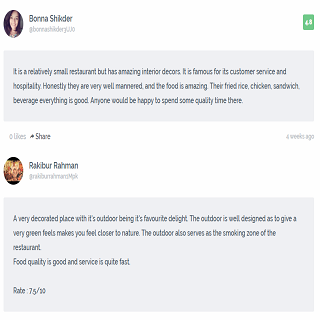 Bonna Shikder
4.8
It is a relatively small restaurant but has amazing interior decors. It is famous for its customer service and
hospitality. Honestly they are very well mannered, and the food is amazing. Their fried rice, chicken, sandwich,
beverage everything is good. Anyone would be happy to spend some quality time there.
0 likes Share
4 weeks ago
Rakibur Rahman
A very decorated place with it's outdoor being it's favourite delight. The outdoor is well designed as to give a
very green feels makes you feel closer to nature. The outdoor also serves as the smoking zone of the
restaurant.
Food quality is good and service is quite fast.
Rate : 7.5/10